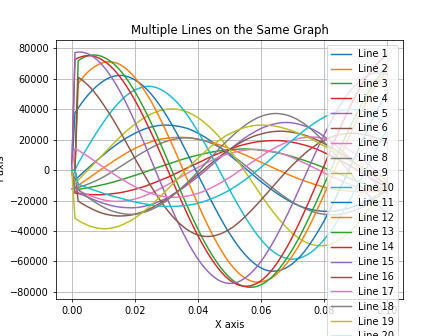 Multiple Lines on the Same Graph
80000
60000
40000
20000
0
−20000
−40000
−60000
−80000
0.00
0.02
0.04
0.06
X axis
Line 1
Line 2
Line 3
Line 4
Line 5
Line 6
Line 7
Line 8
Line 9
Line 10
Line 11
Line 12
Line 13
Line 14
Line 15
Line 16
Line 17
Line 18
Line 19